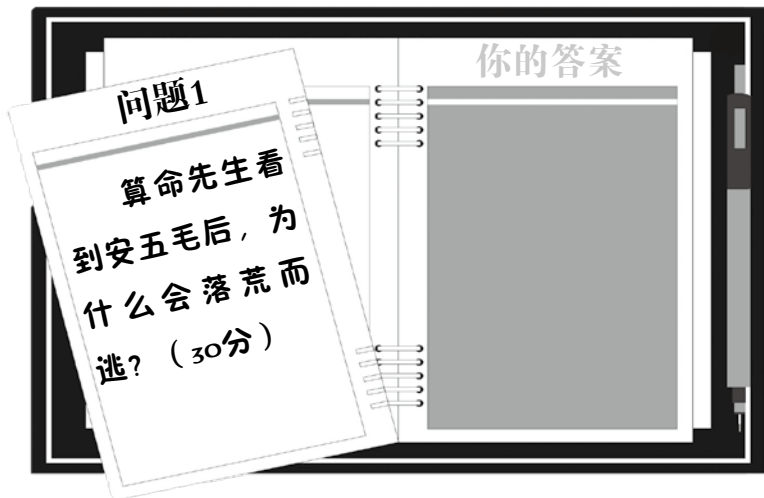 问题1
算命先生看
到安五毛后，为
什么会落荒而
逃？（30分）
你的答案